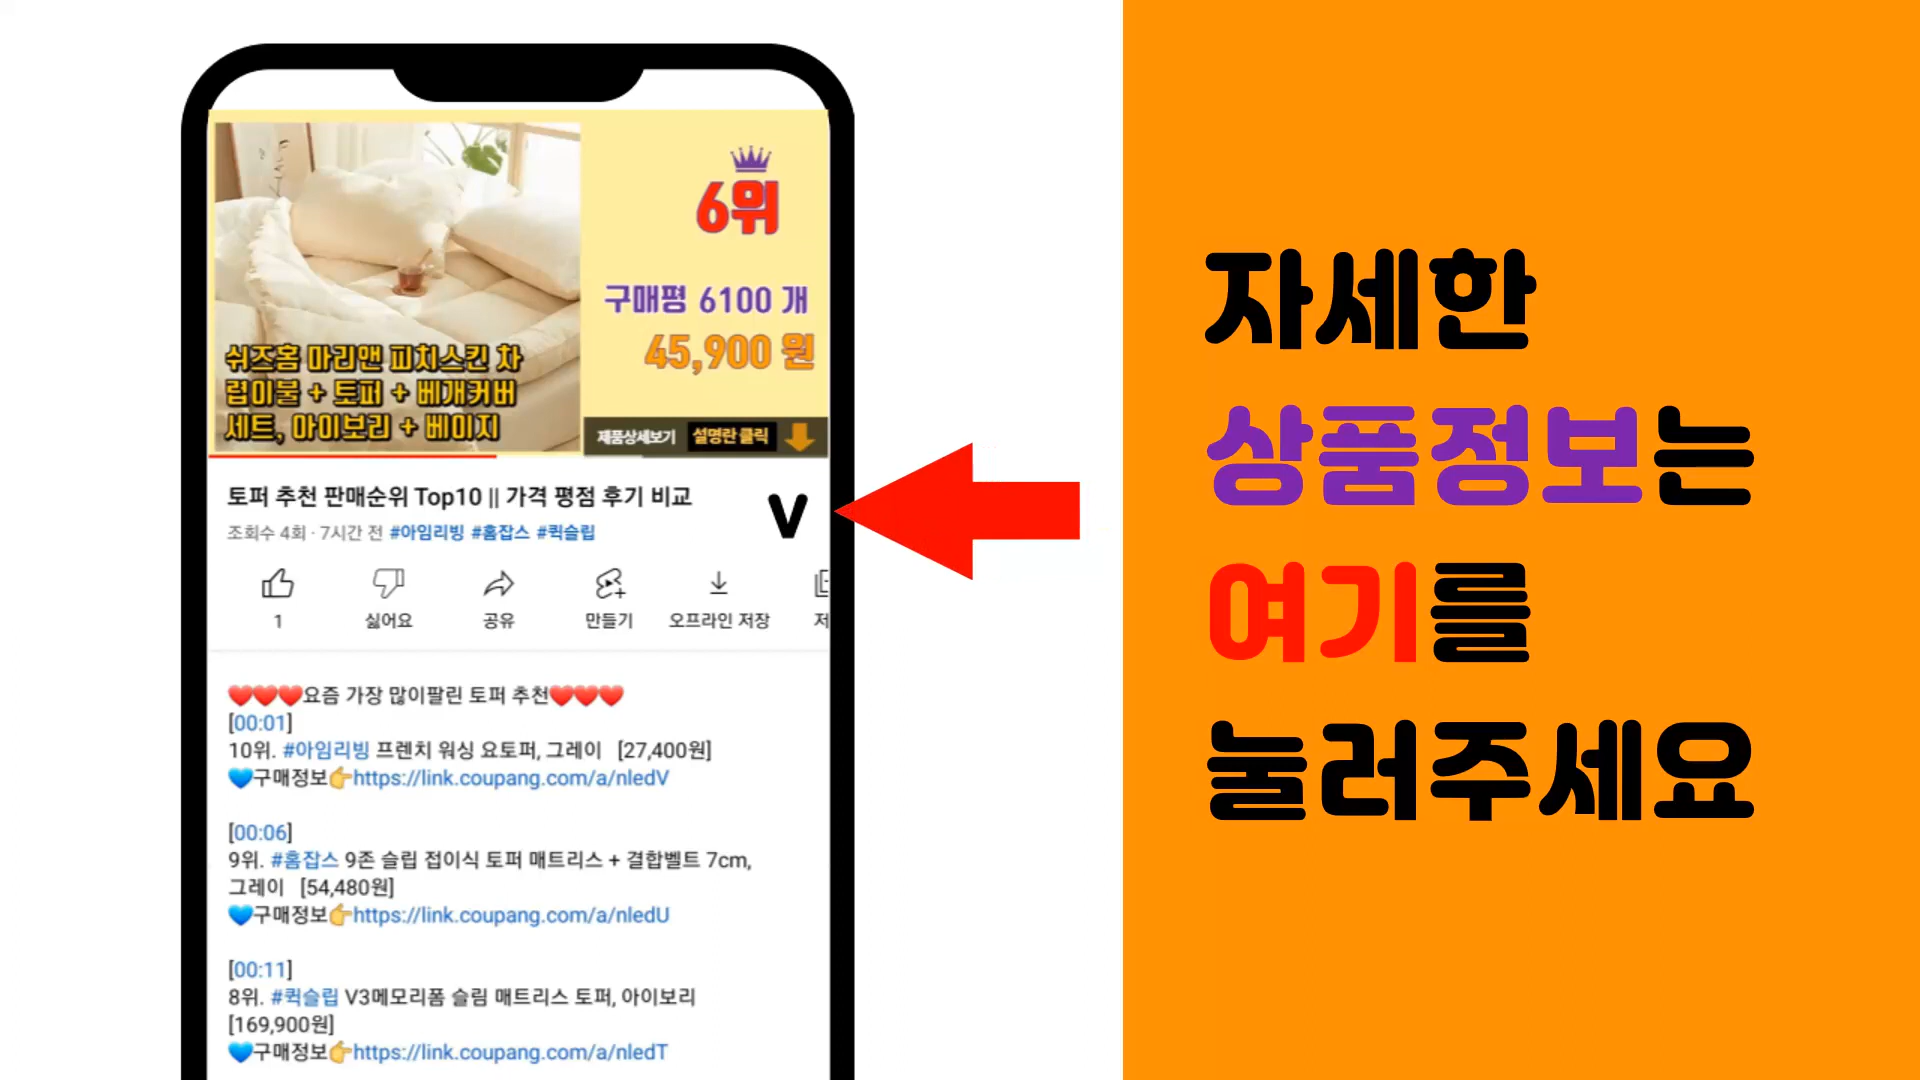 6위
구매평 6100 개
45,900 원
쉬즈홈 마리앤 피치스킨 차
렵이불 + 토퍼 + 베개커버
세트, 아이보리 + 베이지
제품상세보기 설명란 클릭
토퍼 추천 판매순위 Top10 || 가격 평점 후기 비교
V
조회수 4회 · 7시간 전 #아임리빙 #홈잡스 #퀵슬립
1 싫어요 공유 만들기 오프라인 저장 저
❤️❤️❤️요즘 가장 많이팔린 토퍼 추천❤️❤️❤️
[00:01]
10위. #아임리빙 프렌치 워싱 요토퍼, 그레이 [27,400원]
💙구매정보👉https://link.coupang.com/a/nledV
[00:06]
9위. #홈잡스 9존 슬립 접이식 토퍼 매트리스 + 결합벨트 7cm,
그레이 [54,480원]
💙구매정보👉https://link.coupang.com/a/nledU
[00:11]
8위. #퀵슬립 V3메모리폼 슬림 매트리스 토퍼, 아이보리
[169,900원]
💙구매정보👉https://link.coupang.com/a/nledT
자세한
상품정보는
여기를
눌러주세요